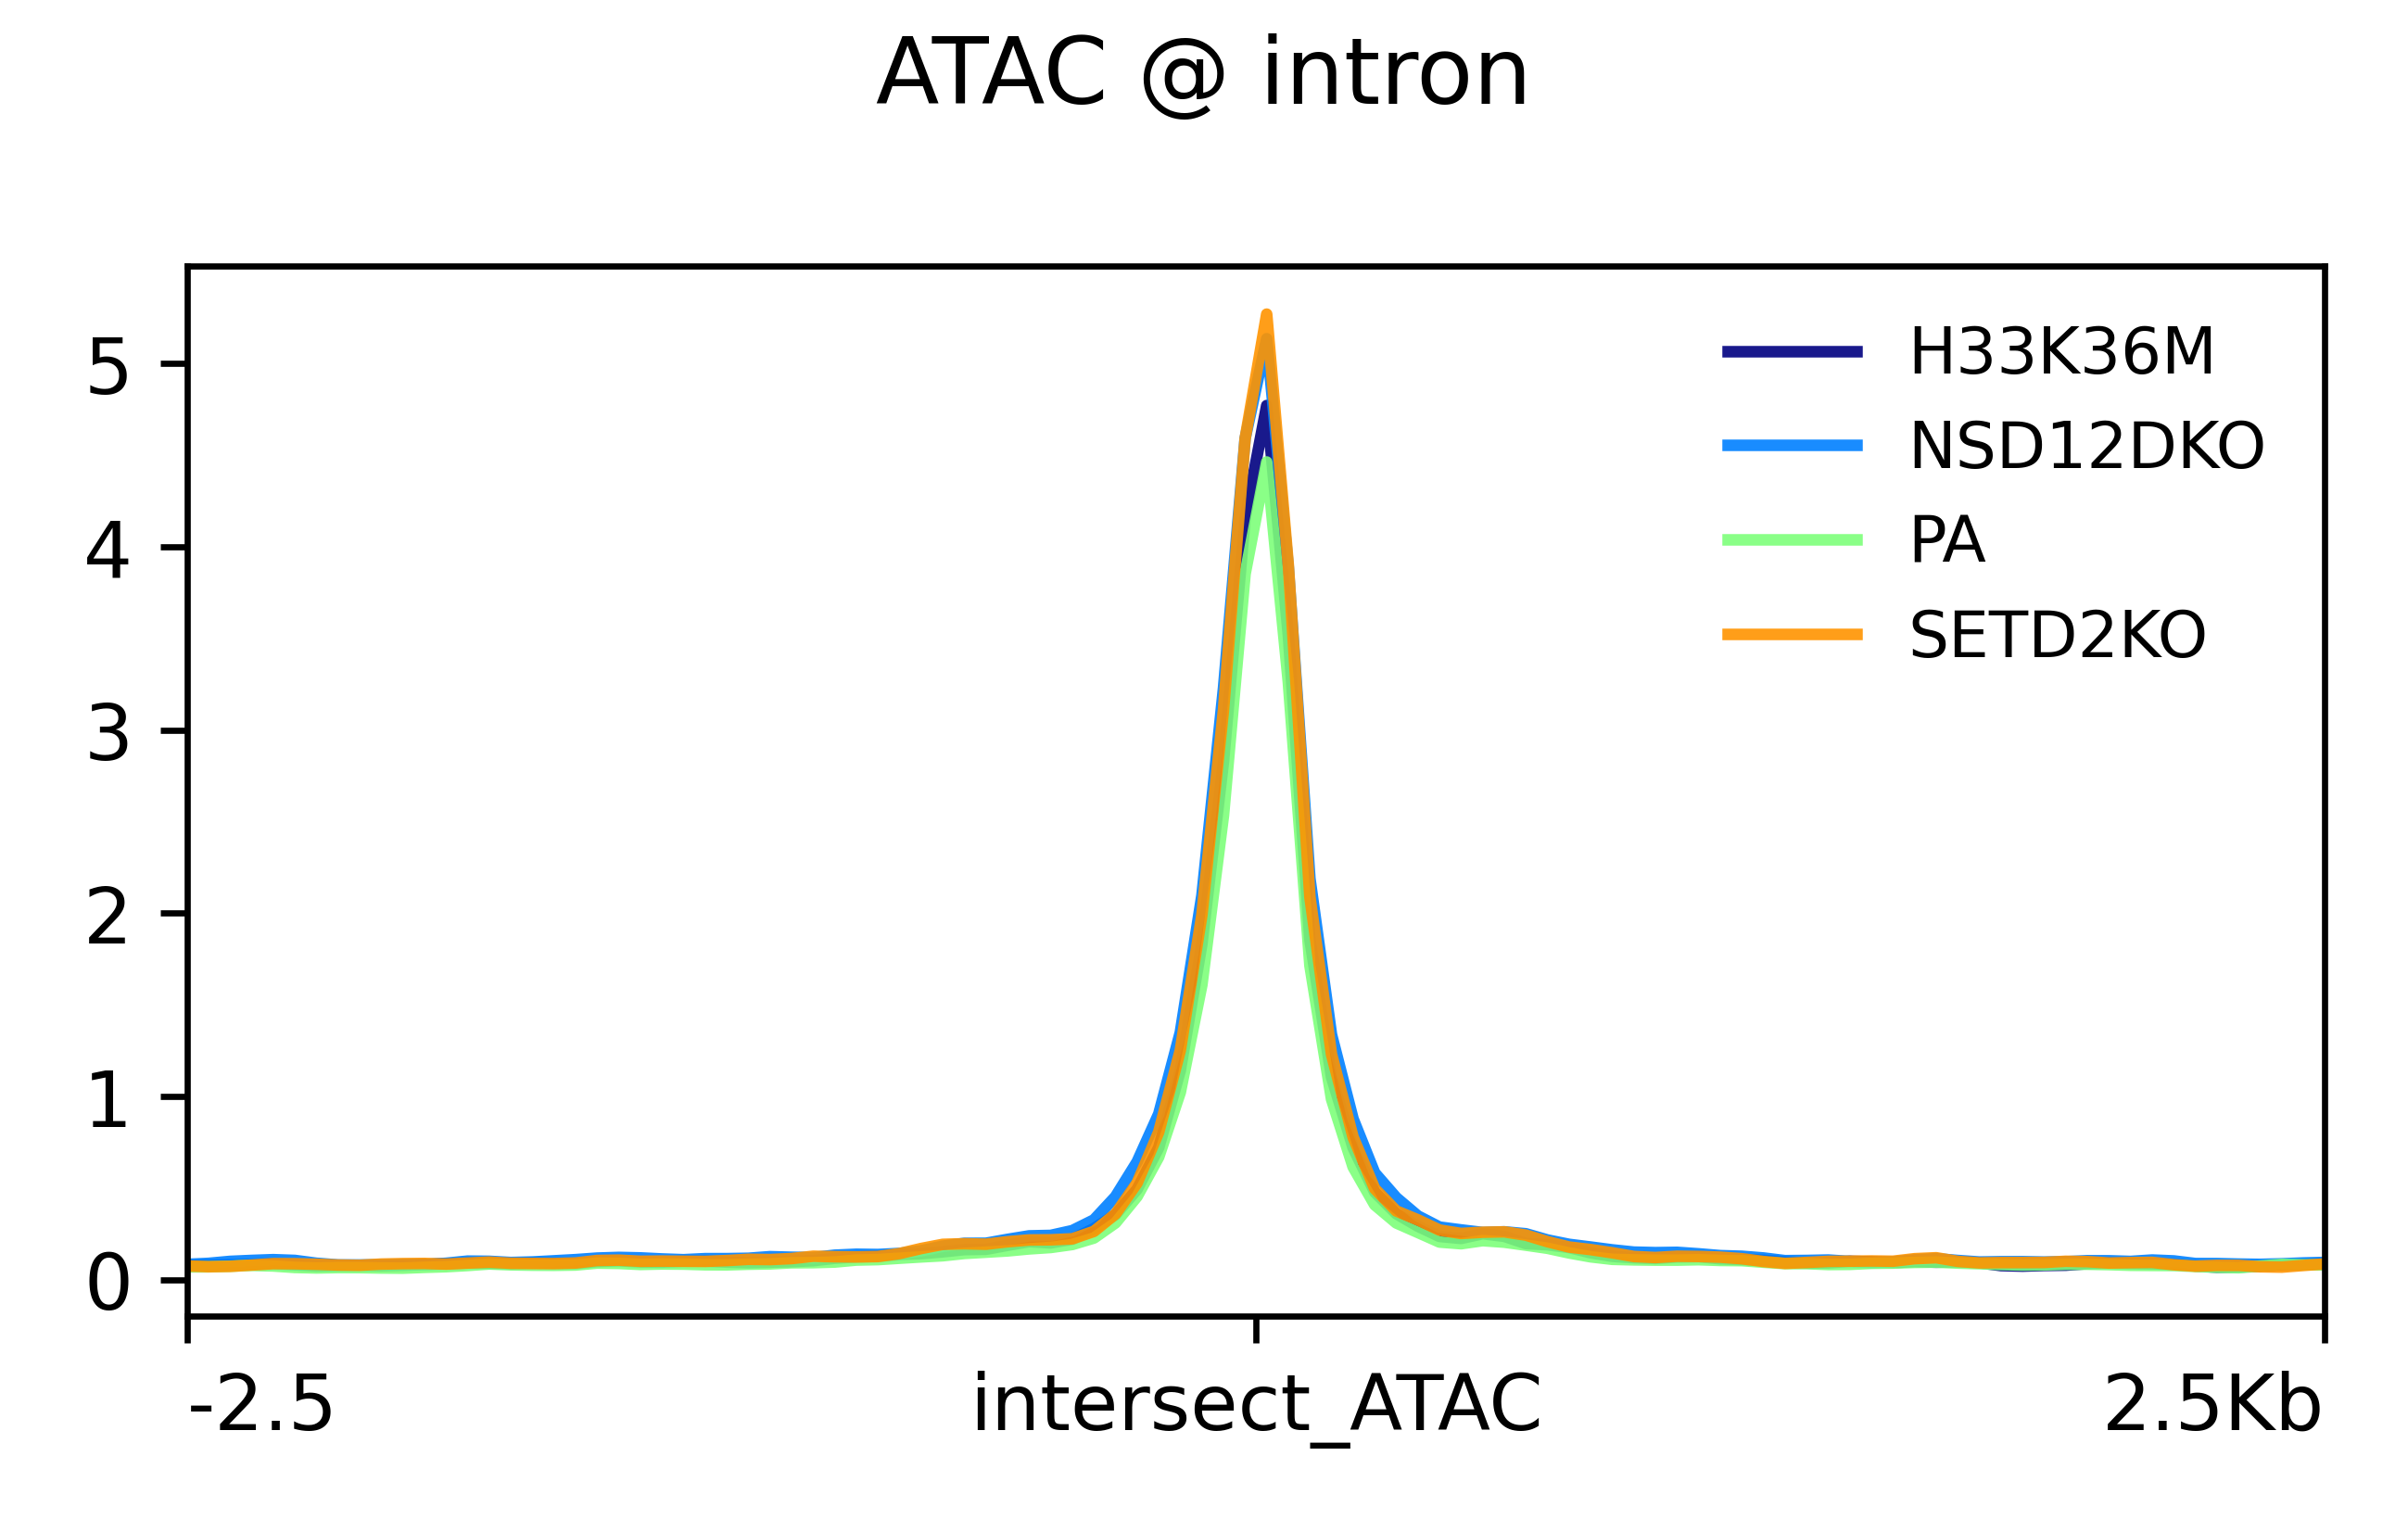 ATAC @ intron
5
4
3
2
1
0
H33K36M
NSD12DKO
PA
SETD2KO
-2.5
intersect_ATAC
2.5Kb